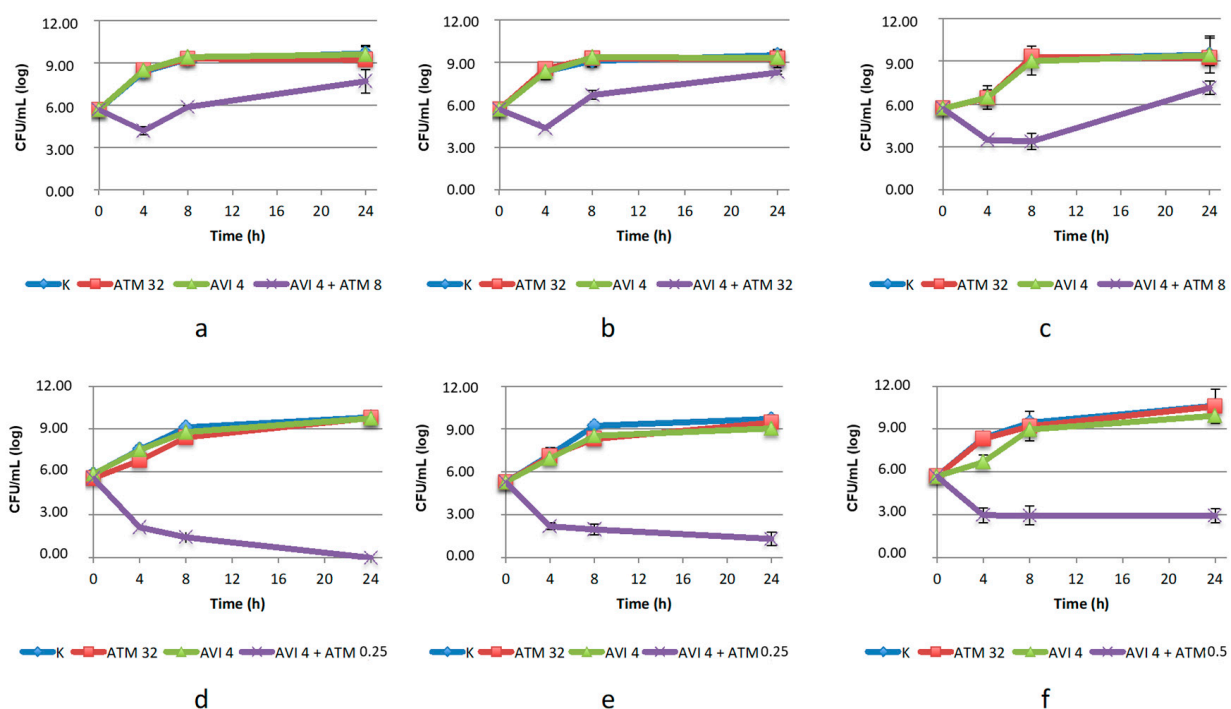 12.00
9.00
6.00
3.00
0.00
CFU/mL (log)
0 4 8 12 16 20 24
Time (h)
K ATM 32 AVI 4 AVI 4 + ATM 8
a
12.00
9.00
6.00
3.00
0.00
CFU/mL (log)
0 4 8 12 16 20 24
Time (h)
K ATM 32 AVI 4 AVI 4 + ATM 32
b
12.00
9.00
6.00
3.00
0.00
CFU/mL (log)
0 4 8 12 16 20 24
Time (h)
K ATM 32 AVI 4 AVI 4 + ATM 8
c
12.00
9.00
6.00
3.00
0.00
CFU/mL (log)
0 4 8 12 16 20 24
Time (h)
K ATM 32 AVI 4 AVI 4 + ATM 0.25
d
12.00
9.00
6.00
3.00
0.00
CFU/mL (log)
0 4 8 12 16 20 24
Time (h)
K ATM 32 AVI 4 AVI 4 + ATM 0.25
e
12.00
9.00
6.00
3.00
0.00
CFU/mL (log)
0 4 8 12 16 20 24
Time (h)
K ATM 32 AVI 4 AVI 4 + ATM 0.5
f